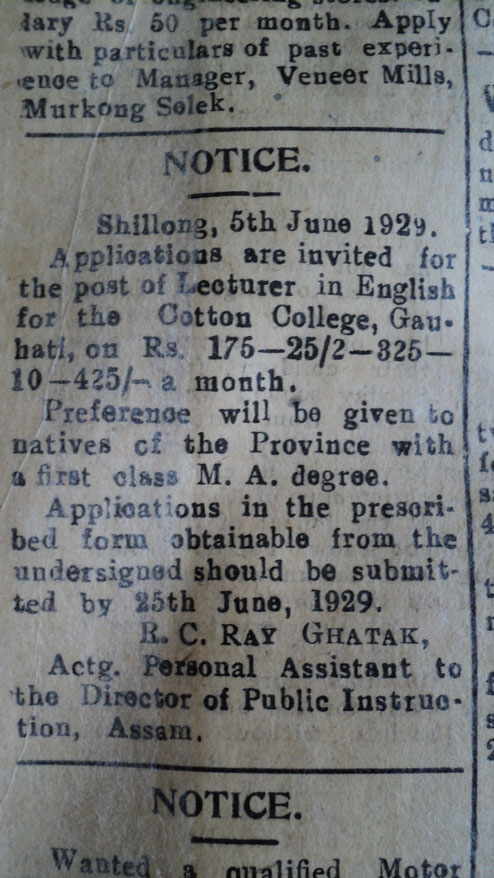 of engineering stores.
lary Rs. 50 per month. Apply
with particulars of past experi-
ence to Manager, Veneer Mills,
Murkong Selek.
NOTICE.
Shillong, 5th June 1929.
Applications are invited for
the post of Lecturer in English
for the Cotton College, Gau-
hati, on Rs. 175—25/2—325—
10—425/- a month.
Preference will be given to
natives of the Province with
a first class M. A. degree.
Applications in the prescri-
bed form obtainable from the
undersigned should be submit-
ted by 25th June, 1929.
R. C. RAY GHATAK,
Actg. Personal Assistant to
the Director of Public Instruc-
tion, Assam.
NOTICE.
Wanted a qualified Motor